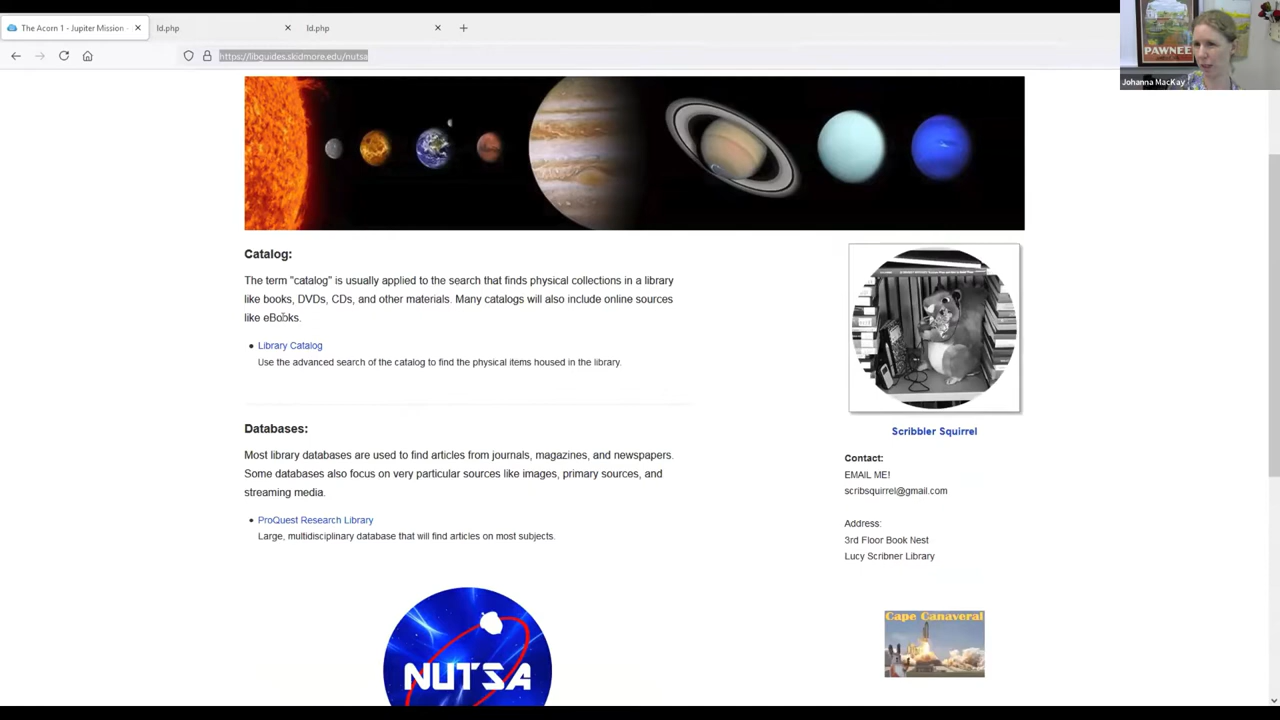 The Acorn 1 - Jupiter Mission -
ld.php
ld.php
https://libguides.skidmore.edu/nutsa
PAWNEE
Johanna MacKay
Catalog:
The term "catalog" is usually applied to the search that finds physical collections in a library
like books, DVDs, CDs, and other materials. Many catalogs will also include online sources
like eBooks.
Library Catalog
Use the advanced search of the catalog to find the physical items housed in the library.
Databases:
Most library databases are used to find articles from journals, magazines, and newspapers.
Some databases also focus on very particular sources like images, primary sources, and
streaming media.
ProQuest Research Library
Large, multidisciplinary database that will find articles on most subjects.
NUTSA
Scribbler Squirrel
Contact:
EMAIL ME!
scribsquirrel@gmail.com
Address:
3rd Floor Book Nest
Lucy Scribner Library
Cape Canaveral